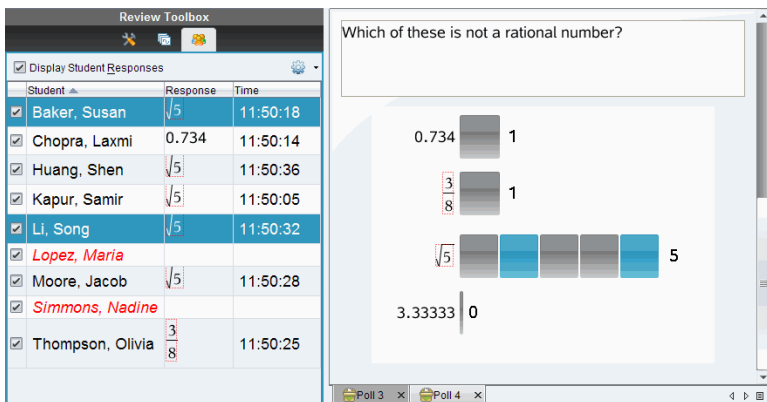 Review Toolbox
Display Student Responses
Student Response Time
Baker, Susan √5 11:50:18
Chopra, Laxmi 0.734 11:50:14
Huang, Shen √5 11:50:36
Kapur, Samir √5 11:50:05
Li, Song √5 11:50:32
Lopez, Maria
Moore, Jacob √5 11:50:28
Simmons, Nadine
Thompson, Olivia 3/8 11:50:25
Which of these is not a rational number?
0.734 1
3/8 1
√5 5
3.33333 0
Poll 3 × Poll 4 ×